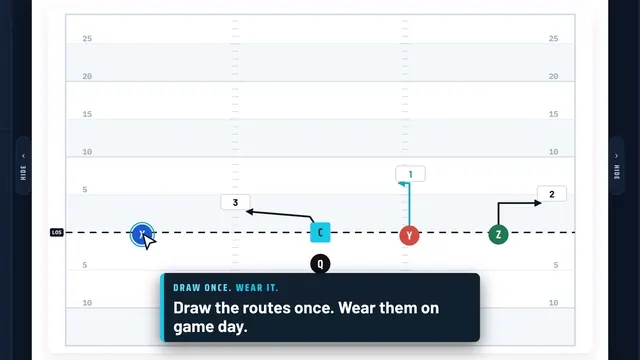 25 25
20 20
15 15
10 10
1
5 2
3
HIDE HIDE
LOS C Y Z
Q
5 5
DRAW ONCE. WEAR IT.
10 10
Draw the routes once. Wear them on
game day.